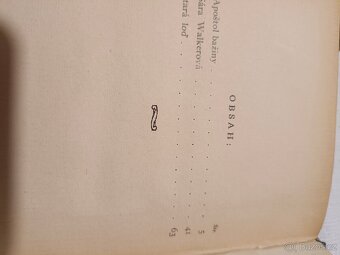 OBSAH:
Str.
Apoštol bažiny . . . . . . . . 5
Sára Walkerová . . . . . . . 41
Stará loď . . . . . . . . . 63